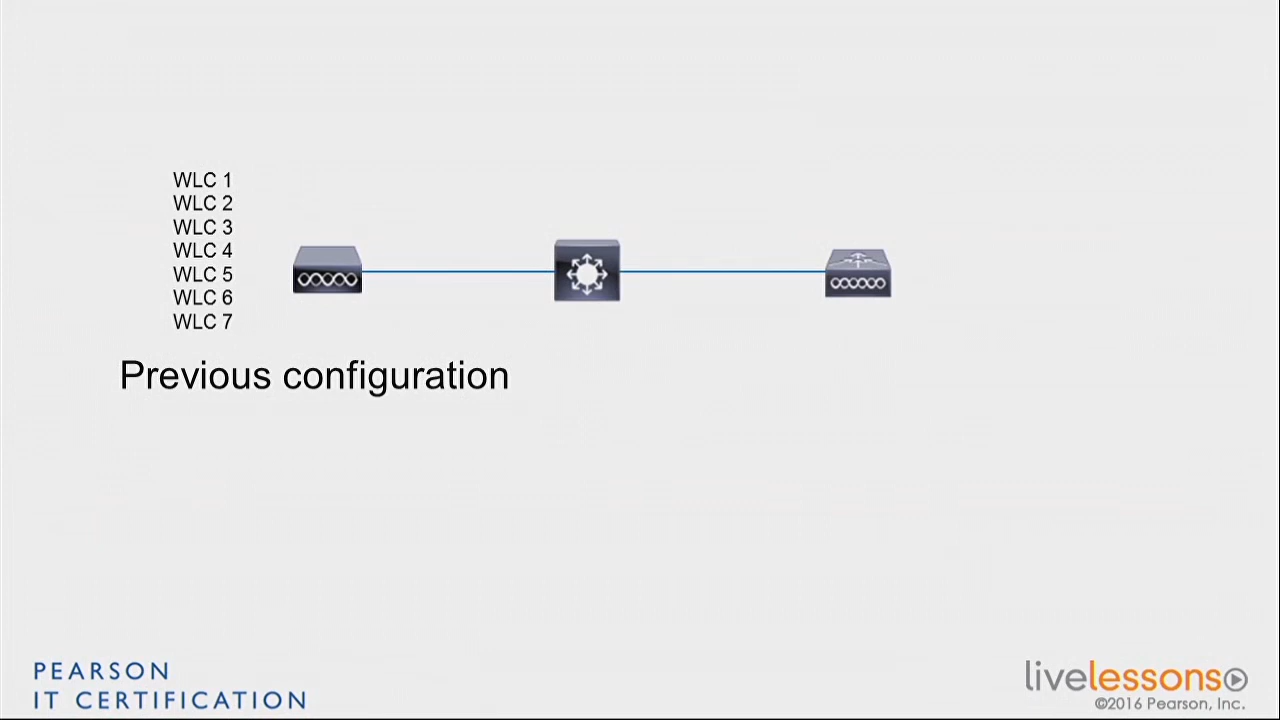 WLC 1
WLC 2
WLC 3
WLC 4
WLC 5
WLC 6
WLC 7
Previous configuration
PEARSON
IT CERTIFICATION
livelessons
©2016 Pearson, Inc.